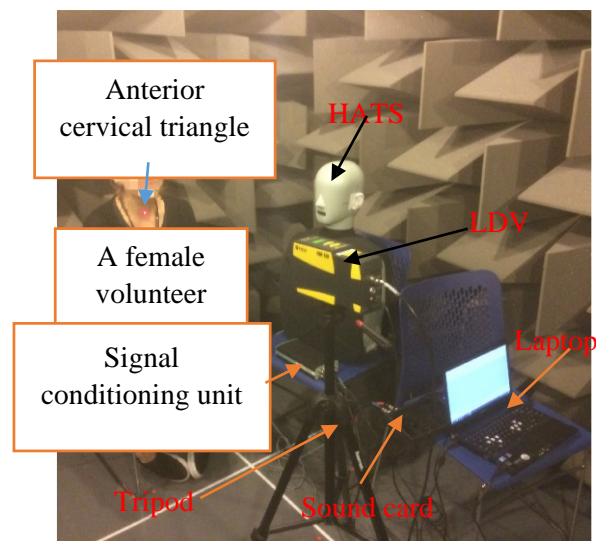 Anterior
cervical triangle
HATS
LDV
A female
volunteer
Signal
conditioning unit
Laptop
Tripod
Sound card